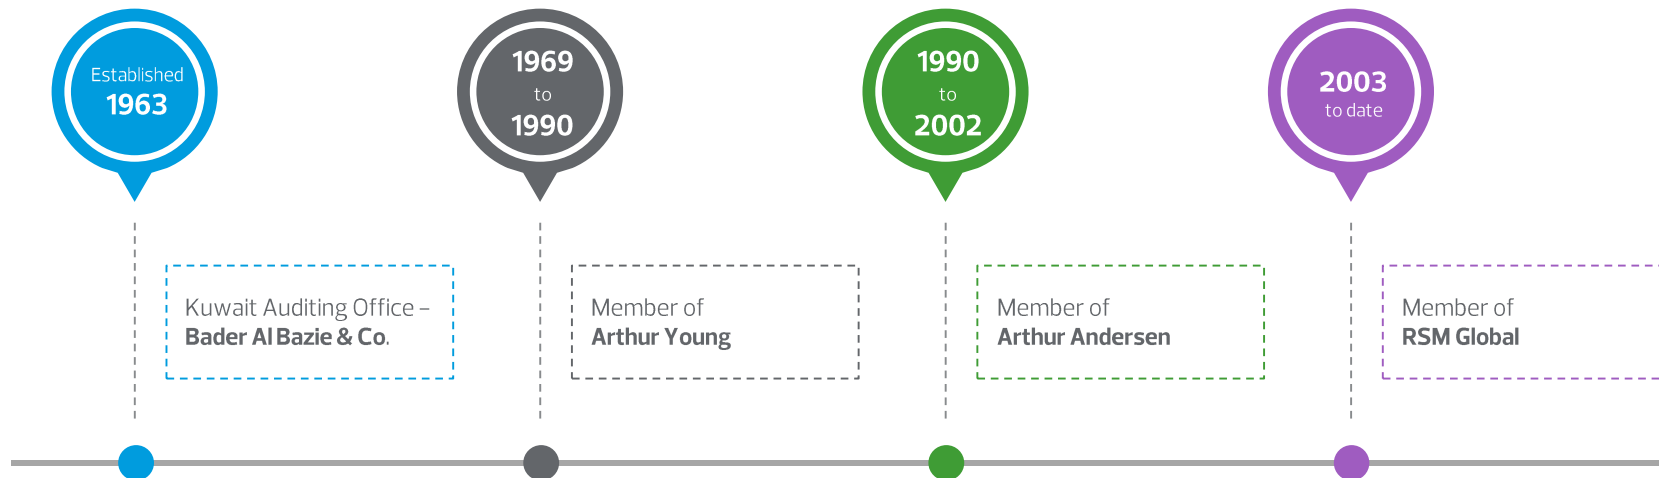 Established
1963
1969
to
1990
1990
to
2002
2003
to date
Kuwait Auditing Office –
Bader Al Bazie & Co.
Member of
Arthur Young
Member of
Arthur Andersen
Member of
RSM Global